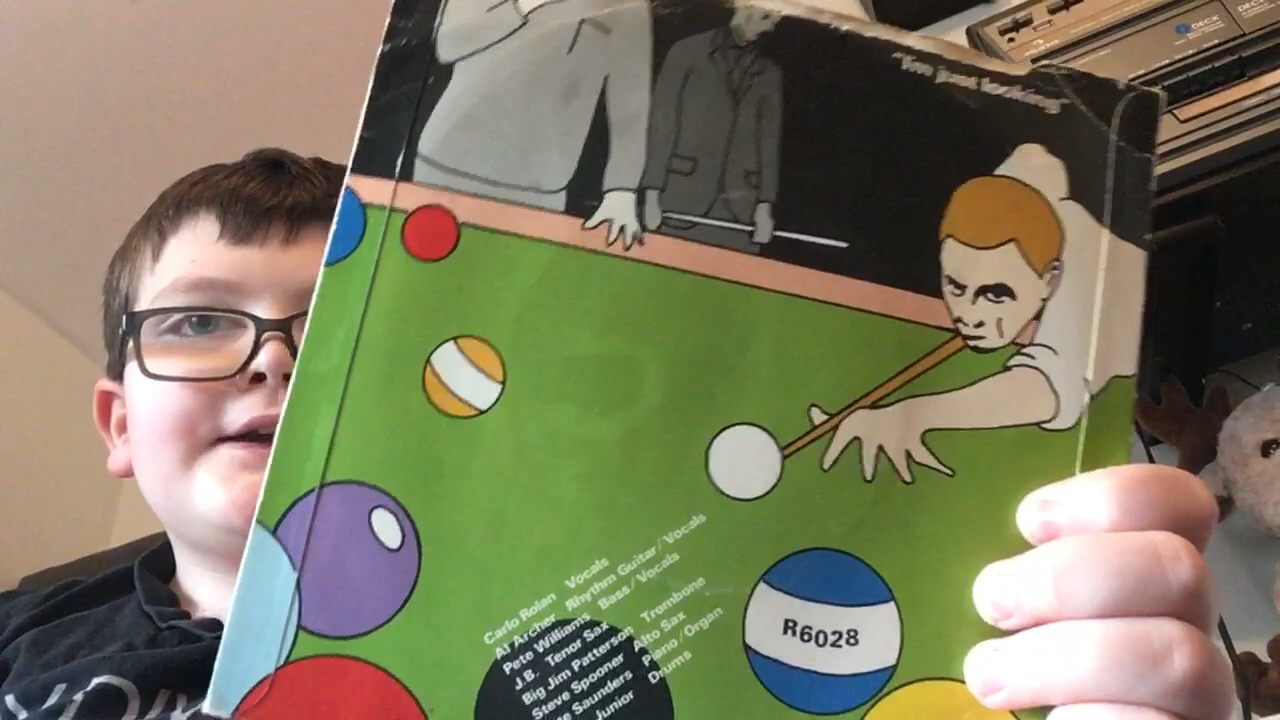 DECK
DECK
"I'm just looking"
Carlo Rolan Vocals
Al Archer Rhythm Guitar/Vocals
Pete Williams Bass/Vocals
J.B. Tenor Sax
Big Jim Patterson Trombone
Steve Spooner Alto Sax
Saunders Piano/Organ
Junior Drums
R6028